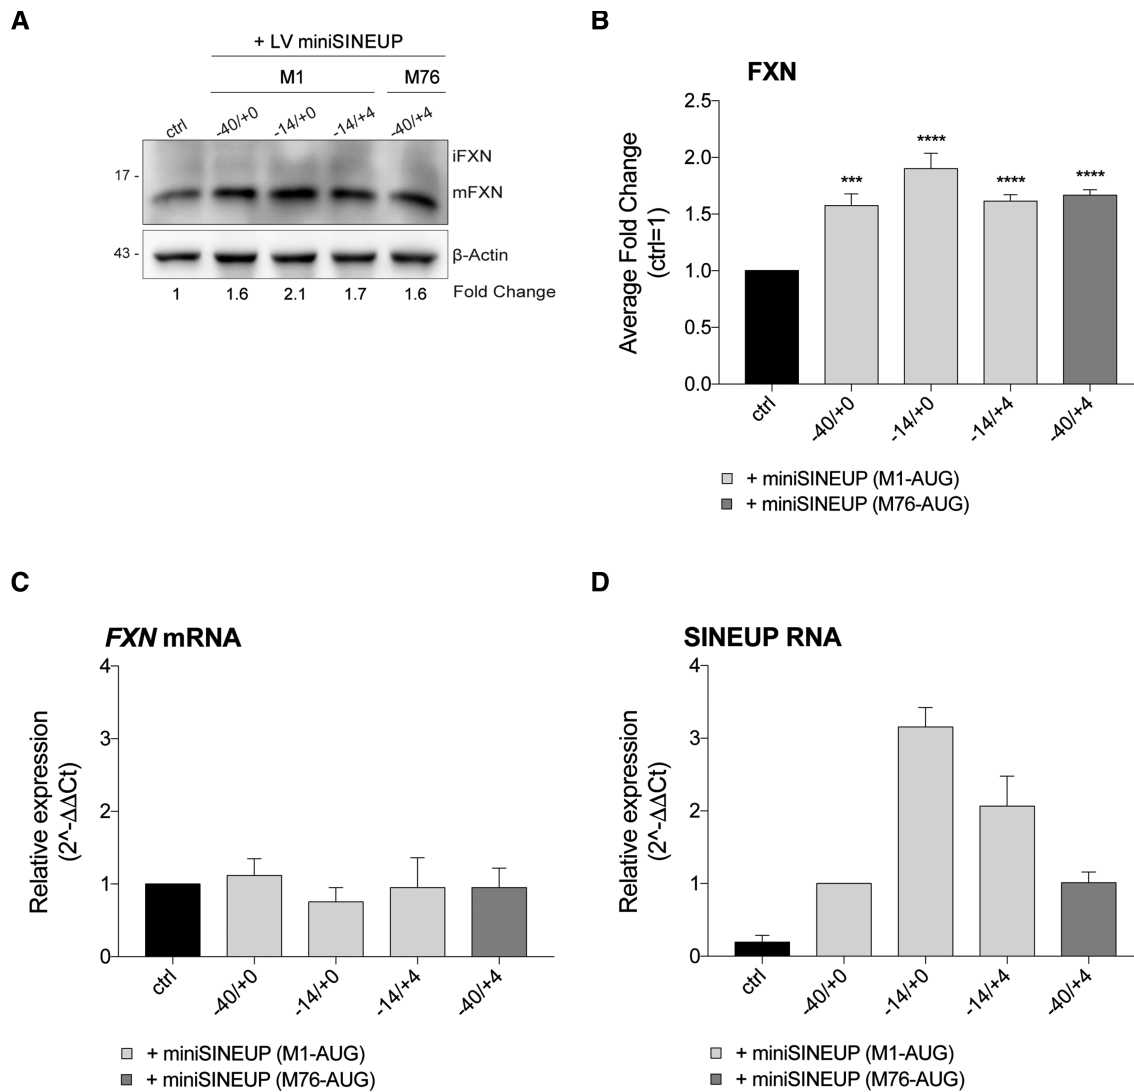 A
+ LV miniSINEUP
M1 M76
ctrl -40/+0 -14/+0 -14/+4 -40/+4
17 -
iFXN
mFXN
43 -
β-Actin
1 1.6 2.1 1.7 1.6 Fold Change
B
FXN
Average Fold Change
(ctrl=1)
2.5
2.0
1.5
1.0
0.5
0.0
*** **** **** ****
ctrl -40/+0 -14/+0 -14/+4 -40/+4
+ miniSINEUP (M1-AUG)
+ miniSINEUP (M76-AUG)
C
FXN mRNA
Relative expression
(2^-ΔΔCt)
4
3
2
1
0
ctrl -40/+0 -14/+0 -14/+4 -40/+4
+ miniSINEUP (M1-AUG)
+ miniSINEUP (M76-AUG)
D
SINEUP RNA
Relative expression
(2^-ΔΔCt)
4
3
2
1
0
ctrl -40/+0 -14/+0 -14/+4 -40/+4
+ miniSINEUP (M1-AUG)
+ miniSINEUP (M76-AUG)